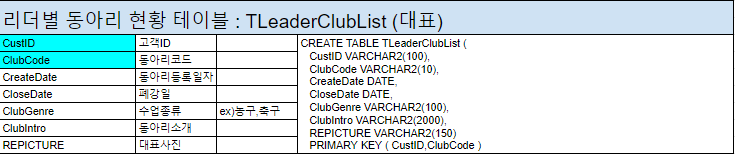 리더별 동아리 현황 테이블 : TLeaderClubList (대표)
CustID 고객ID CREATE TABLE TLeaderClubList (
ClubCode 동아리코드 CustID VARCHAR2(100),
CreateDate 동아리등록일자 ClubCode VARCHAR2(10),
CloseDate 폐강일 CreateDate DATE,
ClubGenre 수업종류 ex)농구,축구 CloseDate DATE,
ClubIntro 동아리소개 ClubGenre VARCHAR2(100),
REPICTURE 대표사진 ClubIntro VARCHAR2(2000),
REPICTURE VARCHAR2(150)
PRIMARY KEY ( CustID,ClubCode )